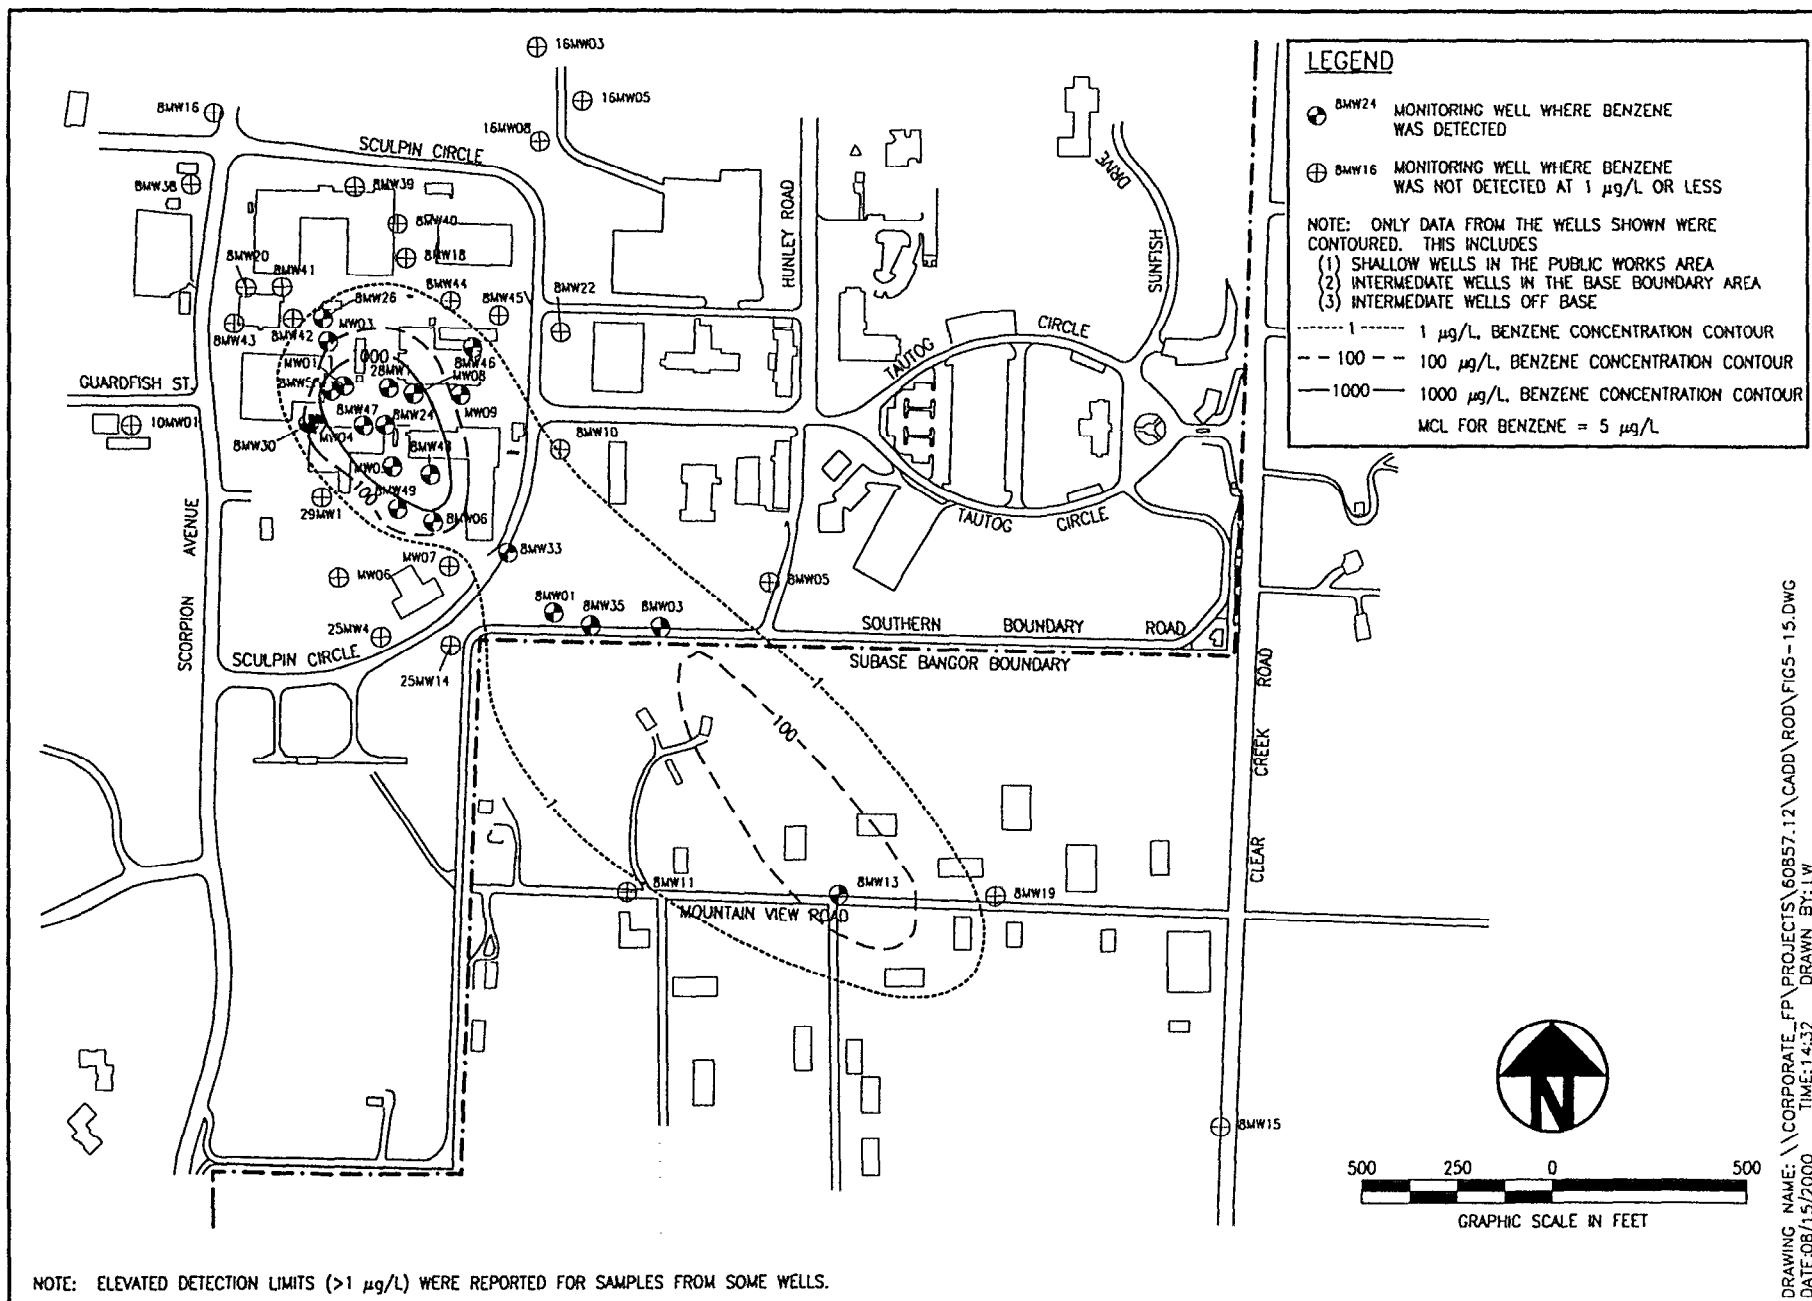 16MW03
16MW05
8MW16
16MW08
SCULPIN CIRCLE
8MW38
8MW39
8MW40
8MW18
8MW20
8MW41
8MW44
8MW45
8MW22
8MW26
MW03
8MW43
8MW42
MW01
28MW1
8MW46
MW08
MW09
GUARDFISH ST.
10MW01
8MW30
MW04
8MW47
8MW24
8MW48
8MW49
8MW06
8MW10
29MW1
100
MW07
MW06
8MW33
8MW05
8MW01
8MW35
8MW03
25MW4
25MW14
SCULPIN CIRCLE
SCORPION AVENUE
HUNLEY ROAD
SUNFISH DRIVE
TAUTOG CIRCLE
TAUTOG CIRCLE
SOUTHERN BOUNDARY ROAD
SUBASE BANGOR BOUNDARY
CLEAR CREEK ROAD
1
100
1
8MW11
8MW13
8MW19
MOUNTAIN VIEW ROAD
8MW15
LEGEND
8MW24 MONITORING WELL WHERE BENZENE
WAS DETECTED
8MW16 MONITORING WELL WHERE BENZENE
WAS NOT DETECTED AT 1 µg/L OR LESS
NOTE: ONLY DATA FROM THE WELLS SHOWN WERE
CONTOURED. THIS INCLUDES
(1) SHALLOW WELLS IN THE PUBLIC WORKS AREA
(2) INTERMEDIATE WELLS IN THE BASE BOUNDARY AREA
(3) INTERMEDIATE WELLS OFF BASE
1 1 µg/L, BENZENE CONCENTRATION CONTOUR
100 100 µg/L, BENZENE CONCENTRATION CONTOUR
1000 1000 µg/L, BENZENE CONCENTRATION CONTOUR
MCL FOR BENZENE = 5 µg/L
N
500 250 0 500
GRAPHIC SCALE IN FEET
NOTE: ELEVATED DETECTION LIMITS (>1 µg/L) WERE REPORTED FOR SAMPLES FROM SOME WELLS.
DRAWING NAME: \\CORPORATE_FP\PROJECTS\60857.12\CADD\ROD\FIG5-15.DWG
DATE:08/15/2000 TIME:14:32 DRAWN BY:LW